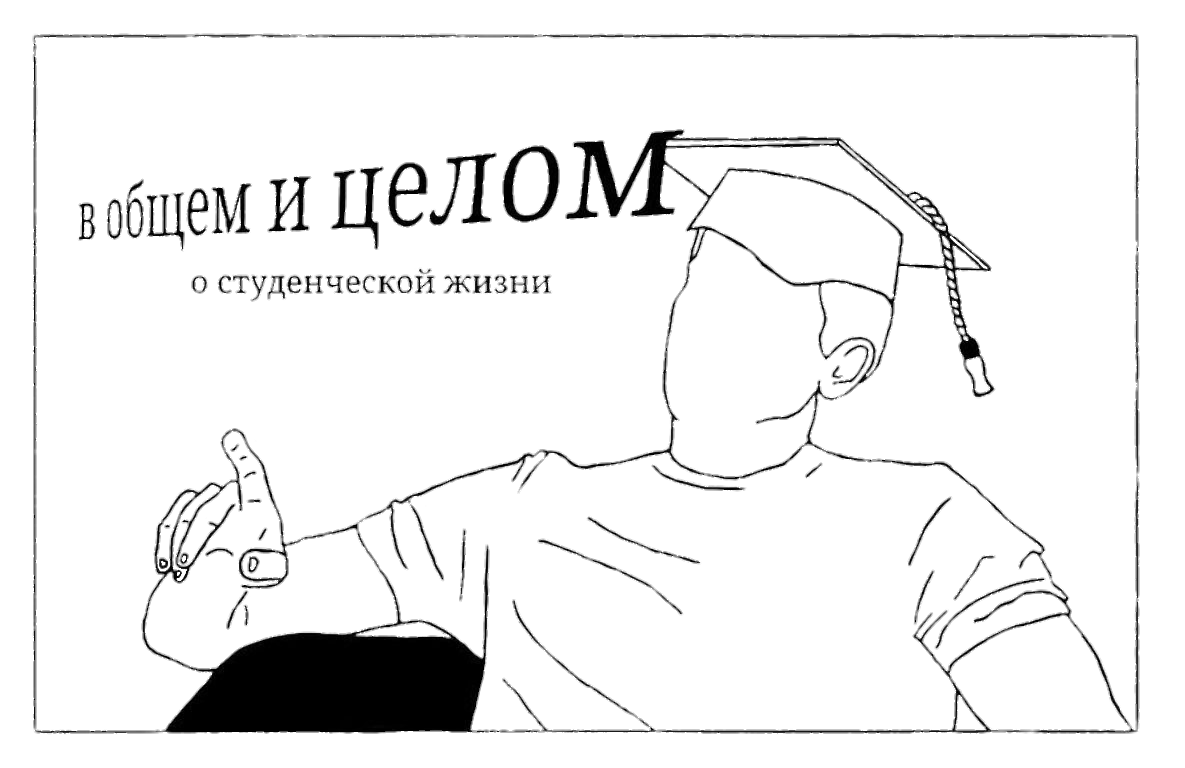 в общем и целом
о студенческой жизни